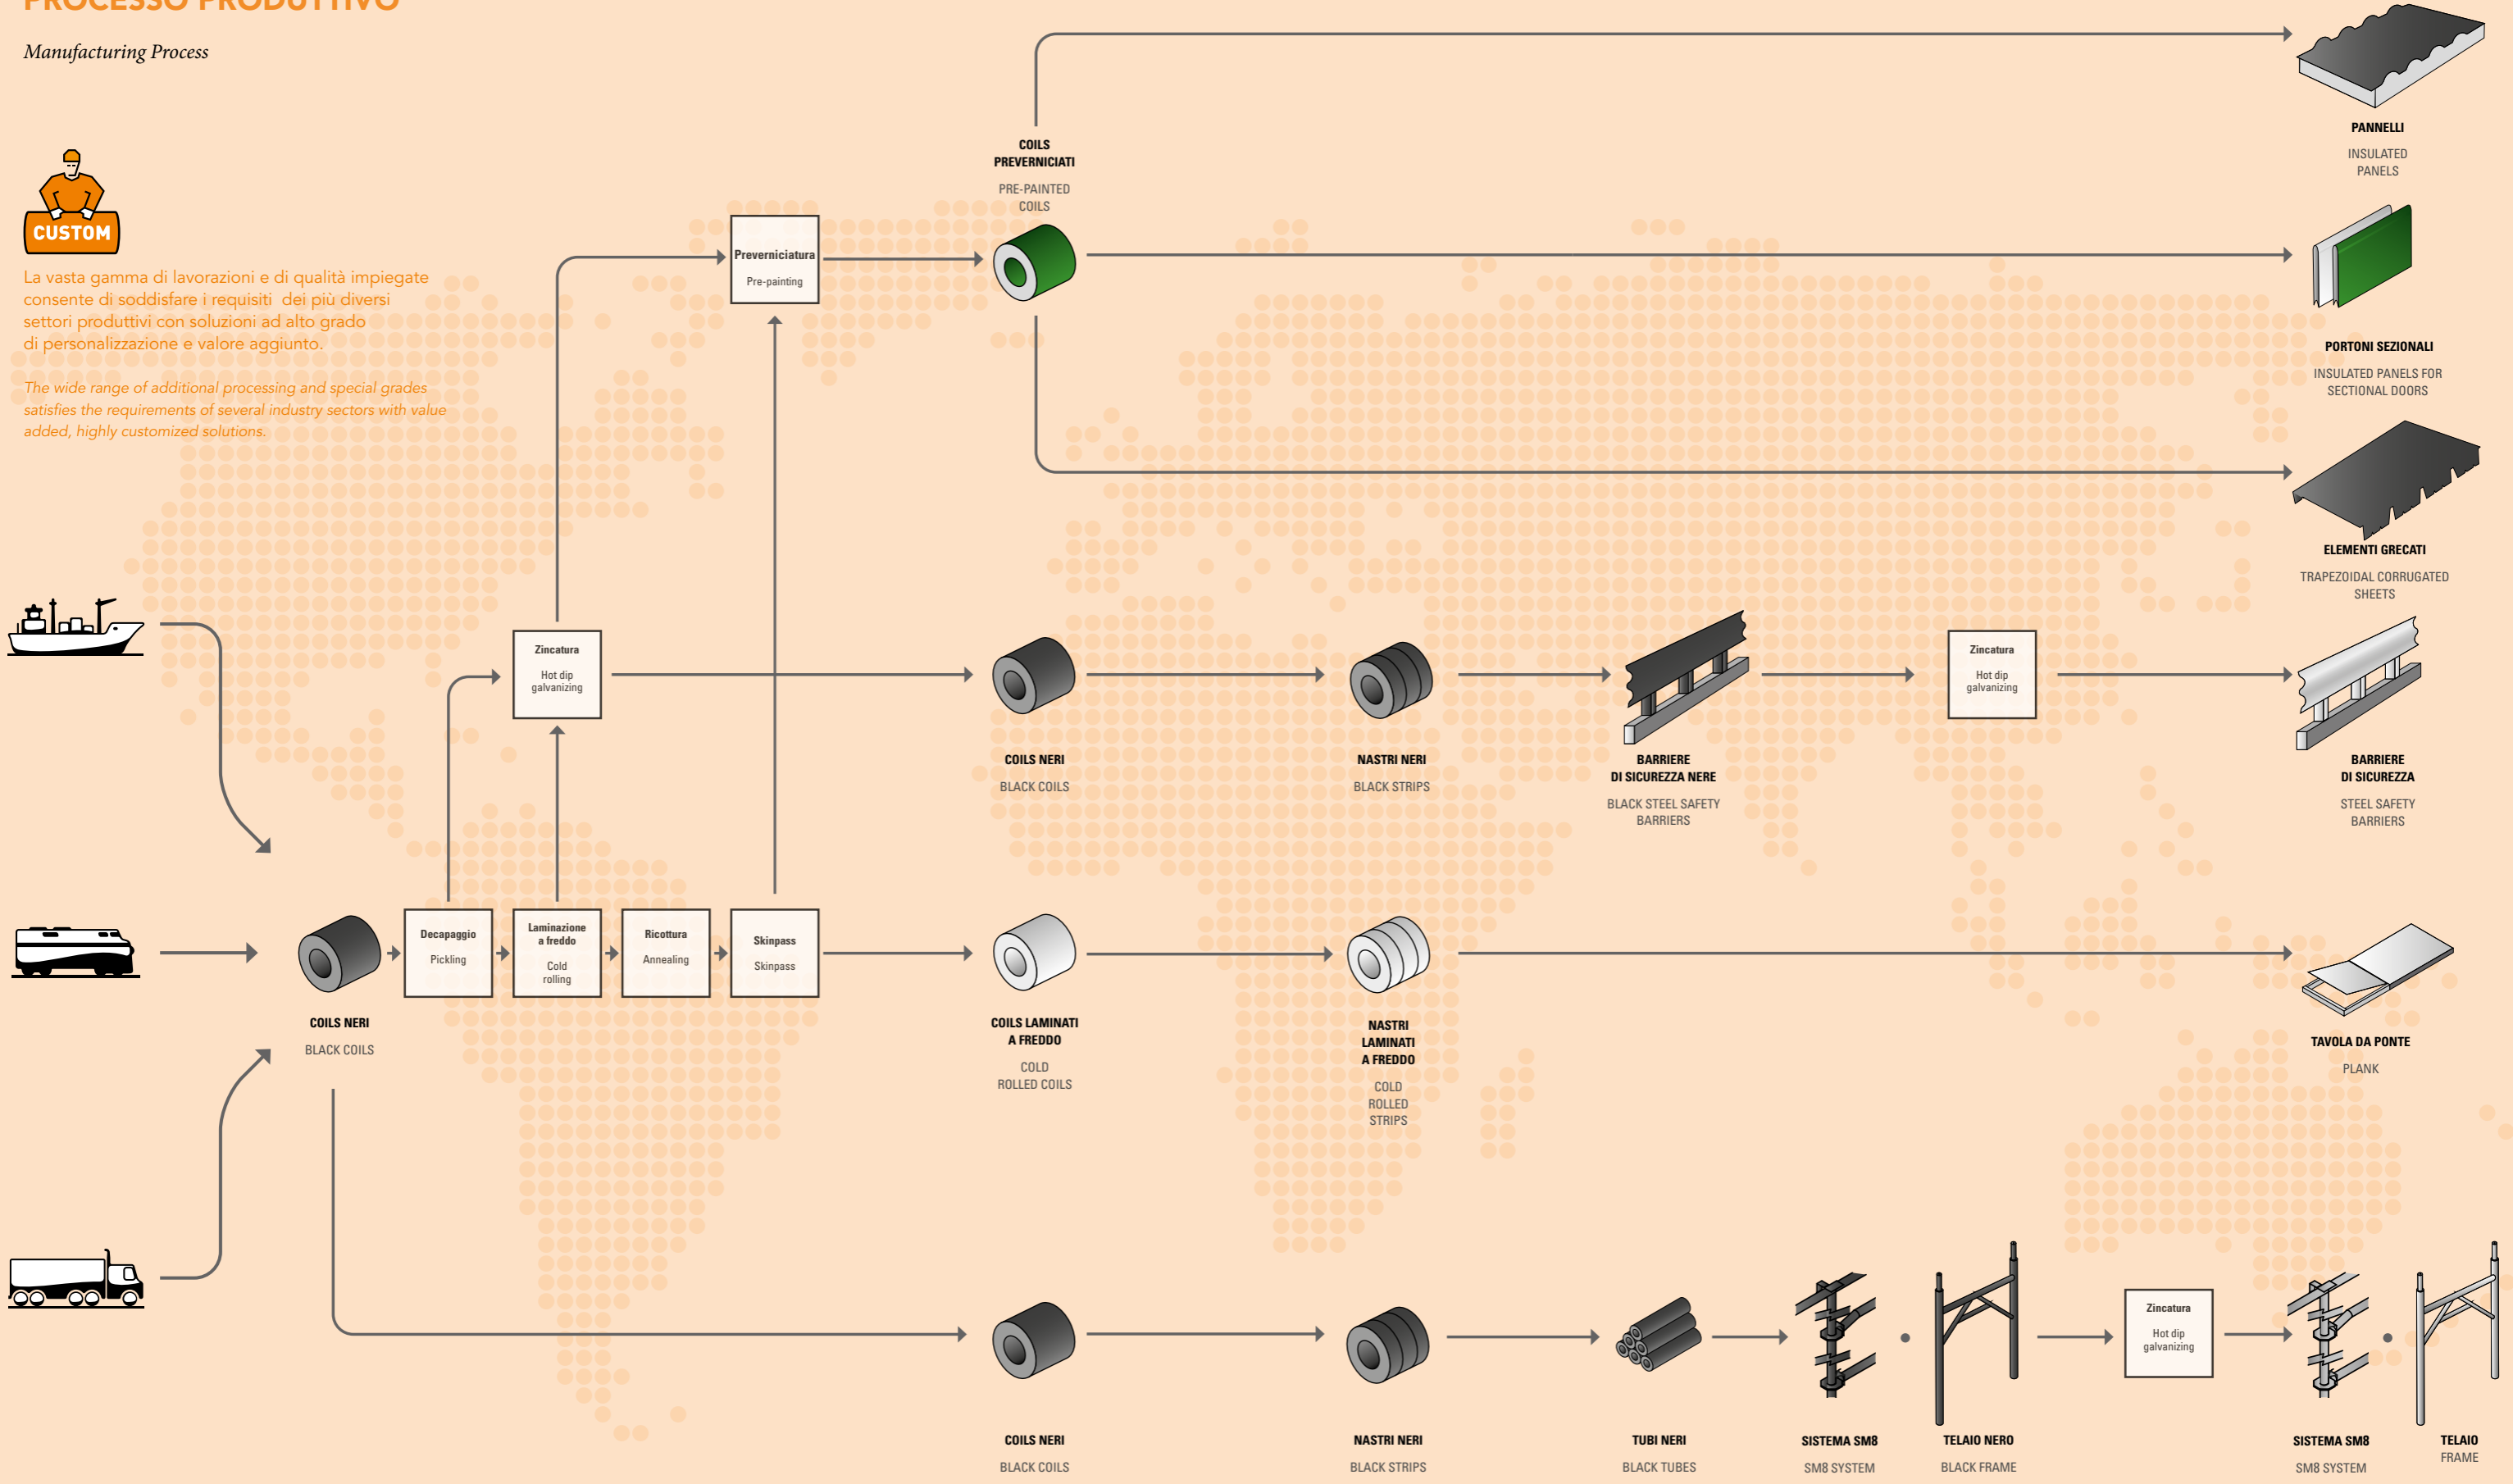 PROCESSO PRODUTTIVO
Manufacturing Process
CUSTOM
La vasta gamma di lavorazioni e di qualità impiegate
consente di soddisfare i requisiti dei più diversi
settori produttivi con soluzioni ad alto grado
di personalizzazione e valore aggiunto.
The wide range of additional processing and special grades
satisfies the requirements of several industry sectors with value
added, highly customized solutions.
COILS
PREVERNICIATI
PRE-PAINTED
COILS
Preverniciatura
Pre-painting
PANNELLI
INSULATED
PANELS
PORTONI SEZIONALI
INSULATED PANELS FOR
SECTIONAL DOORS
ELEMENTI GRECATI
TRAPEZOIDAL CORRUGATED
SHEETS
Zincatura
Hot dip
galvanizing
COILS NERI
BLACK COILS
NASTRI NERI
BLACK STRIPS
BARRIERE
DI SICUREZZA NERE
BLACK STEEL SAFETY
BARRIERS
Zincatura
Hot dip
galvanizing
BARRIERE
DI SICUREZZA
STEEL SAFETY
BARRIERS
COILS NERI
BLACK COILS
Decapaggio
Pickling
Laminazione
a freddo
Cold
rolling
Ricottura
Annealing
Skinpass
Skinpass
COILS LAMINATI
A FREDDO
COLD
ROLLED COILS
NASTRI
LAMINATI
A FREDDO
COLD
ROLLED
STRIPS
TAVOLA DA PONTE
PLANK
COILS NERI
BLACK COILS
NASTRI NERI
BLACK STRIPS
TUBI NERI
BLACK TUBES
SISTEMA SM8
SM8 SYSTEM
TELAIO NERO
BLACK FRAME
Zincatura
Hot dip
galvanizing
SISTEMA SM8
SM8 SYSTEM
TELAIO
FRAME